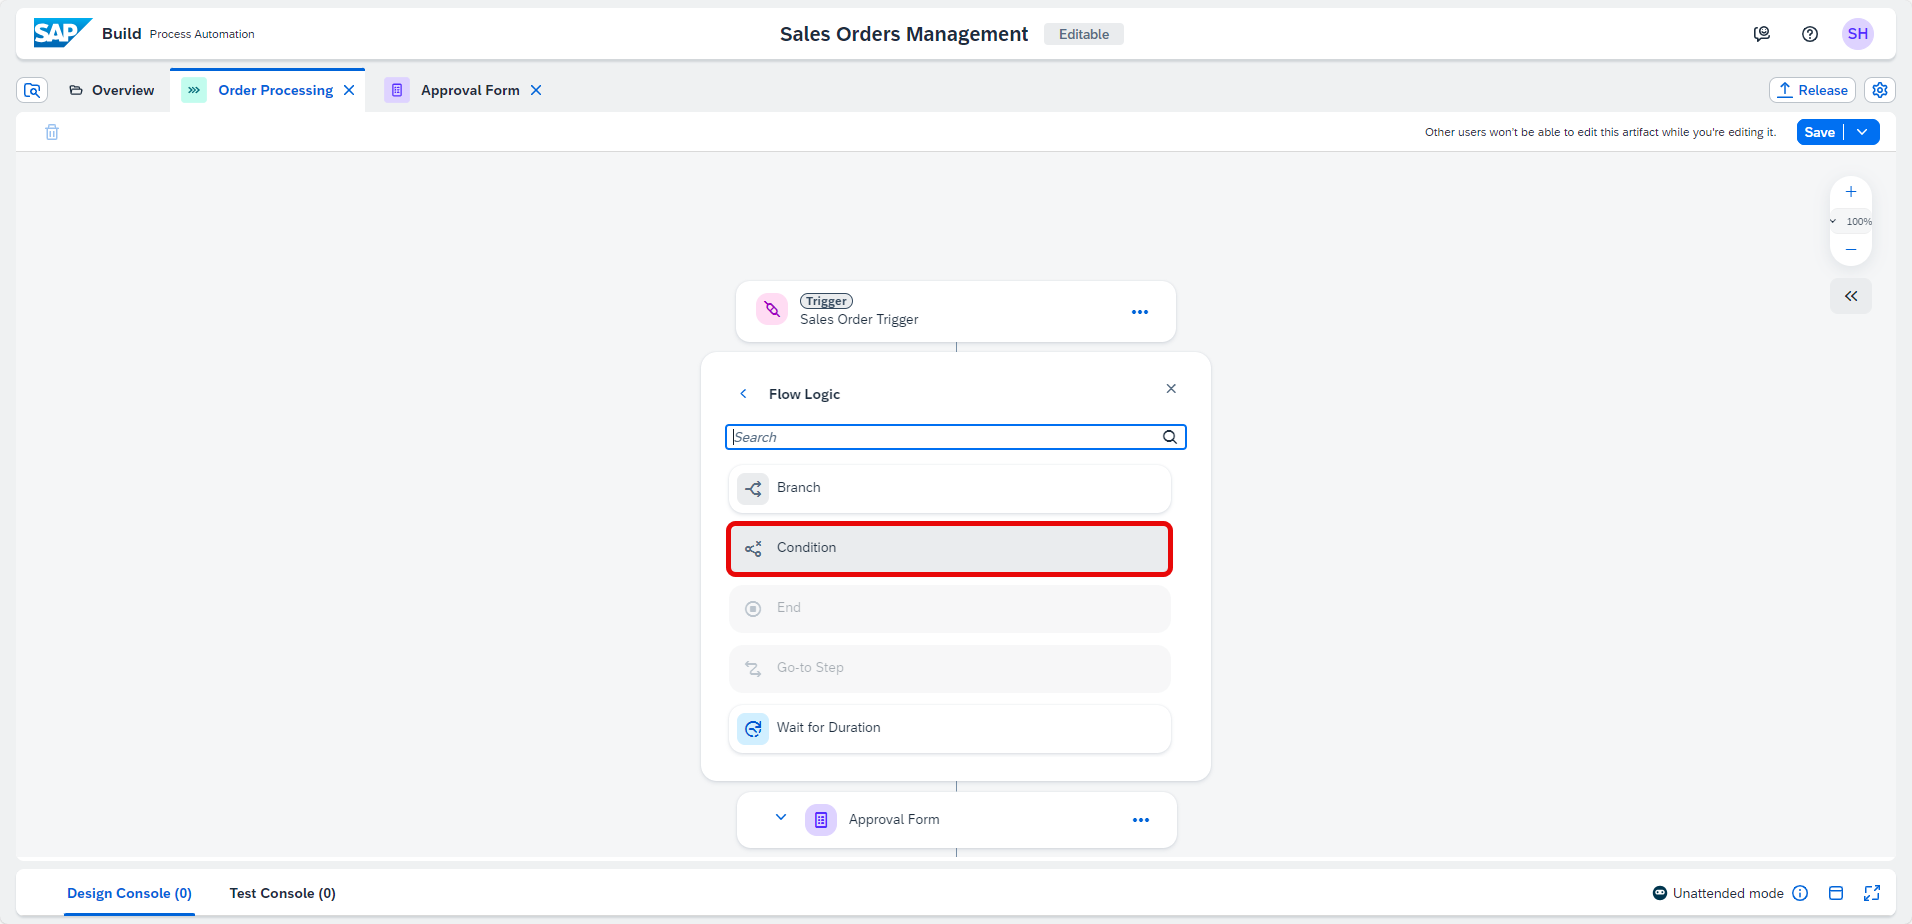 SAP Build Process Automation
Sales Orders Management
Editable
SH
Overview
Order Processing
Approval Form
Release
Other users won't be able to edit this artifact while you're editing it.
Save
100%
Trigger
Sales Order Trigger
Flow Logic
Search
Branch
Condition
End
Go-to Step
Wait for Duration
Approval Form
Design Console (0)
Test Console (0)
Unattended mode